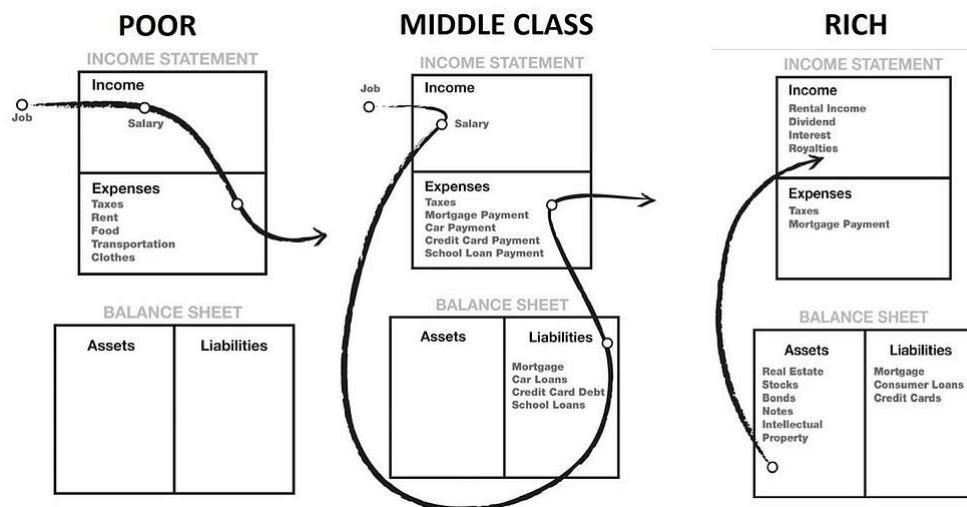 POOR
INCOME STATEMENT
Income
Job
Salary
Expenses
Taxes
Rent
Food
Transportation
Clothes
BALANCE SHEET
Assets
Liabilities
MIDDLE CLASS
INCOME STATEMENT
Job
Income
Salary
Expenses
Taxes
Mortgage Payment
Car Payment
Credit Card Payment
School Loan Payment
BALANCE SHEET
Assets
Liabilities
Mortgage
Car Loans
Credit Card Debt
School Loans
RICH
INCOME STATEMENT
Income
Rental Income
Dividend
Interest
Royalties
Expenses
Taxes
Mortgage Payment
BALANCE SHEET
Assets
Real Estate
Stocks
Bonds
Notes
Intellectual
Property
Liabilities
Mortgage
Consumer Loans
Credit Cards